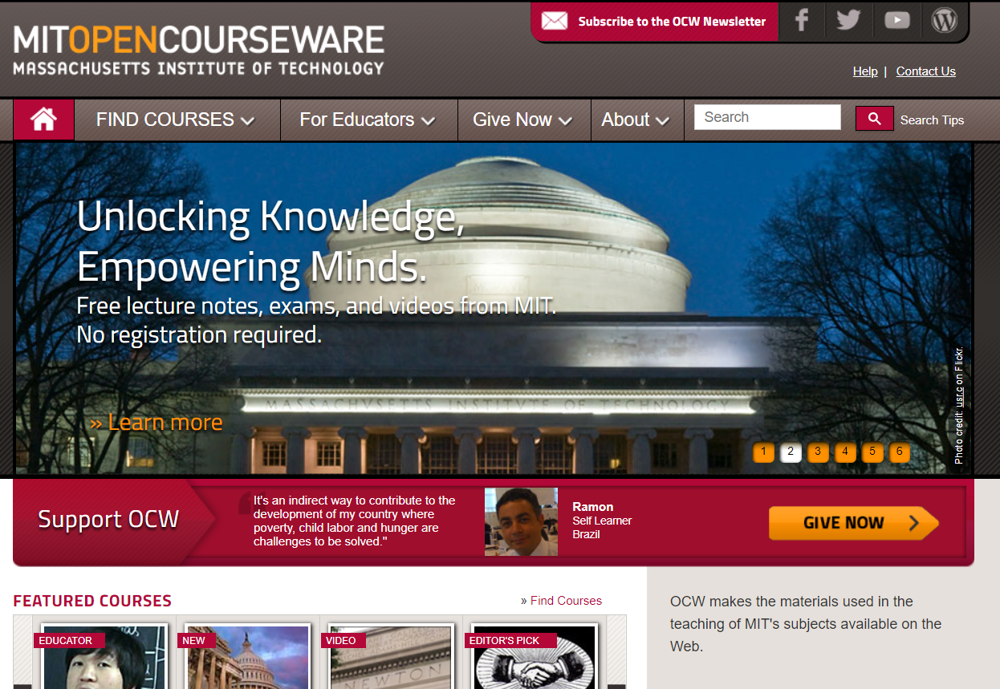 Subscribe to the OCW Newsletter
MITOPENCOURSEWARE
MASSACHUSETTS INSTITUTE OF TECHNOLOGY
Help | Contact Us
FIND COURSES
For Educators
Give Now
About
Search
Search Tips
Unlocking Knowledge,
Empowering Minds.
Free lecture notes, exams, and videos from MIT.
No registration required.
MASSACHVSETTS INSTITVTE OF TECHNOLOGY
» Learn more
1 2 3 4 5 6
Photo credit: usr.c on Flickr.
Support OCW
It's an indirect way to contribute to the
development of my country where
poverty, child labor and hunger are
challenges to be solved."
Ramon
Self Learner
Brazil
GIVE NOW
FEATURED COURSES
» Find Courses
EDUCATOR
NEW
VIDEO
EDITOR'S PICK
NEWTON
OCW makes the materials used in the
teaching of MIT's subjects available on the
Web.